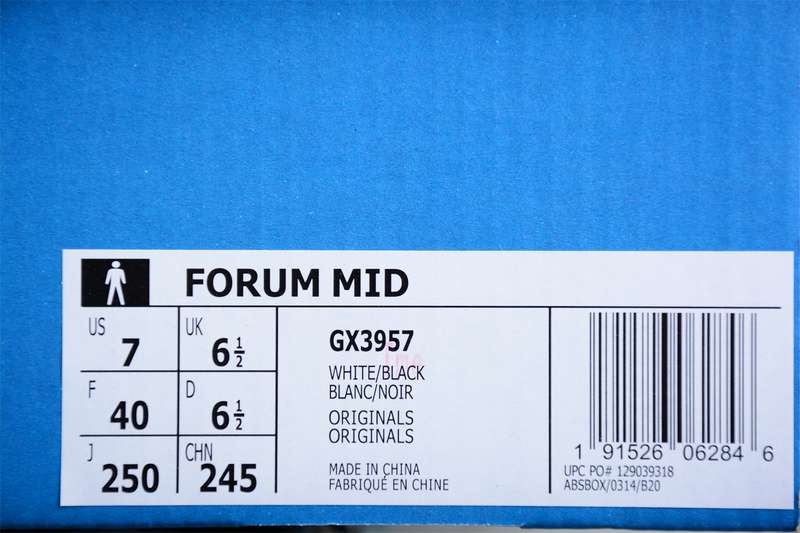 FORUM MID
US 7
UK 6 1/2
F 40
D 6 1/2
J 250
CHN 245
GX3957
WHITE/BLACK
BLANC/NOIR
ORIGINALS
ORIGINALS
MADE IN CHINA
FABRIQUÉ EN CHINE
1 91526 06284 6
UPC PO# 129039318
ABSBOX/0314/B20